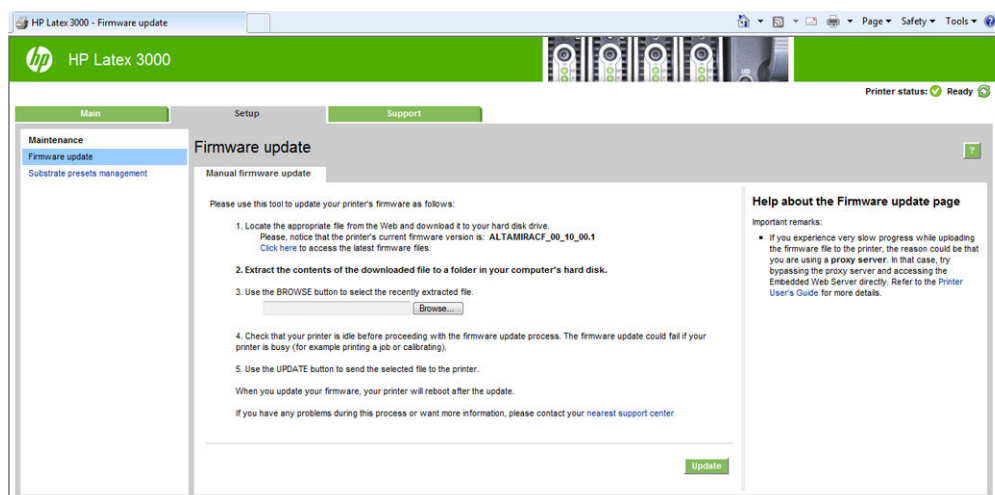 HP Latex 3000 - Firmware update
Page Safety Tools
hp HP Latex 3000
Printer status: Ready
Main Setup Support
Maintenance
Firmware update
Substrate presets management
Firmware update
?
Manual firmware update
Please use this tool to update your printer's firmware as follows:
1. Locate the appropriate file from the Web and download it to your hard disk drive.
Please, notice that the printer's current firmware version is: ALTAMIRACF_00_10_00.1
Click here to access the latest firmware files.
2. Extract the contents of the downloaded file to a folder in your computer's hard disk.
3. Use the BROWSE button to select the recently extracted file.
Browse...
4. Check that your printer is idle before proceeding with the firmware update process. The firmware update could fail if your
printer is busy (for example printing a job or calibrating).
5. Use the UPDATE button to send the selected file to the printer.
When you update your firmware, your printer will reboot after the update.
If you have any problems during this process or want more information, please contact your nearest support center
Update
Help about the Firmware update page
Important remarks:
If you experience very slow progress while uploading
the firmware file to the printer, the reason could be that
you are using a proxy server. In that case, try
bypassing the proxy server and accessing the
Embedded Web Server directly. Refer to the Printer
User's Guide for more details.